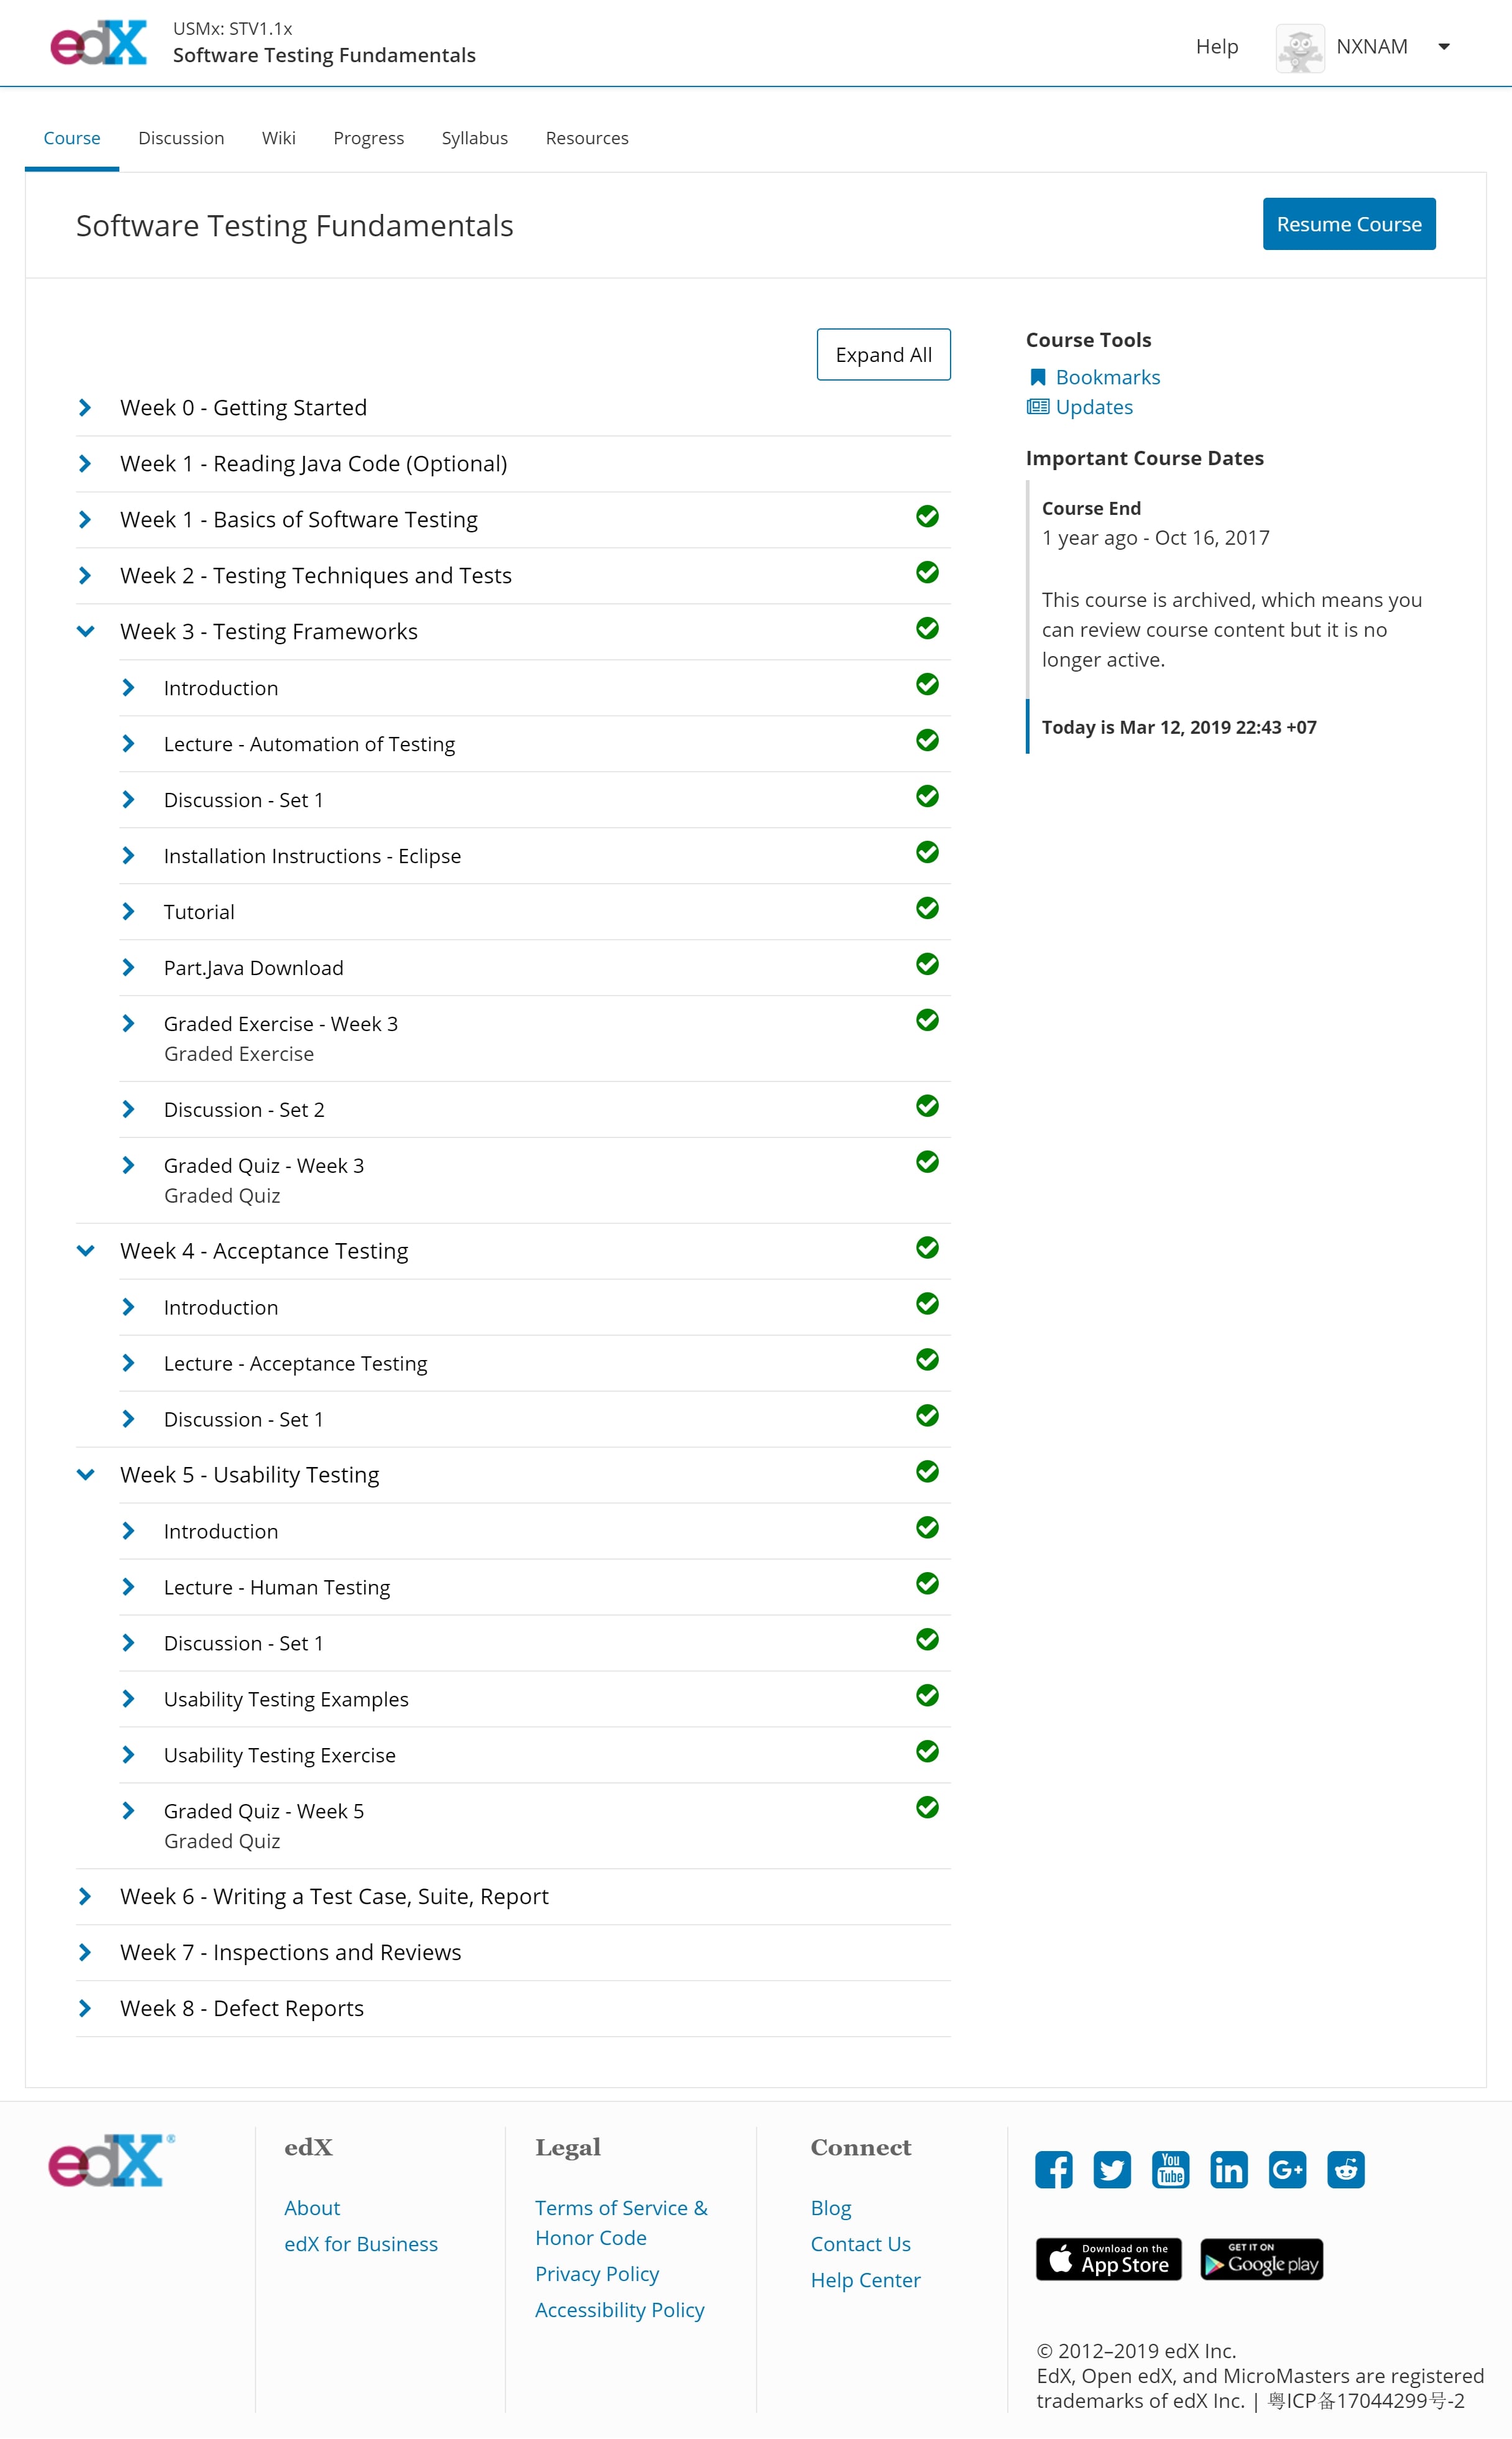 edX
USMx: STV1.1x
Software Testing Fundamentals
Help
NXNAM
Course
Discussion
Wiki
Progress
Syllabus
Resources
Software Testing Fundamentals
Resume Course
Expand All
Week 0 - Getting Started
Week 1 - Reading Java Code (Optional)
Week 1 - Basics of Software Testing
Week 2 - Testing Techniques and Tests
Week 3 - Testing Frameworks
Introduction
Lecture - Automation of Testing
Discussion - Set 1
Installation Instructions - Eclipse
Tutorial
Part.Java Download
Graded Exercise - Week 3
Graded Exercise
Discussion - Set 2
Graded Quiz - Week 3
Graded Quiz
Week 4 - Acceptance Testing
Introduction
Lecture - Acceptance Testing
Discussion - Set 1
Week 5 - Usability Testing
Introduction
Lecture - Human Testing
Discussion - Set 1
Usability Testing Examples
Usability Testing Exercise
Graded Quiz - Week 5
Graded Quiz
Week 6 - Writing a Test Case, Suite, Report
Week 7 - Inspections and Reviews
Week 8 - Defect Reports
Course Tools
Bookmarks
Updates
Important Course Dates
Course End
1 year ago - Oct 16, 2017
This course is archived, which means you
can review course content but it is no
longer active.
Today is Mar 12, 2019 22:43 +07
edX®
edX
About
edX for Business
Legal
Terms of Service &
Honor Code
Privacy Policy
Accessibility Policy
Connect
Blog
Contact Us
Help Center
You
Tube
in
G+
Download on the
App Store
GET IT ON
Google play
© 2012–2019 edX Inc.
EdX, Open edX, and MicroMasters are registered
trademarks of edX Inc. | 粤ICP备17044299号-2